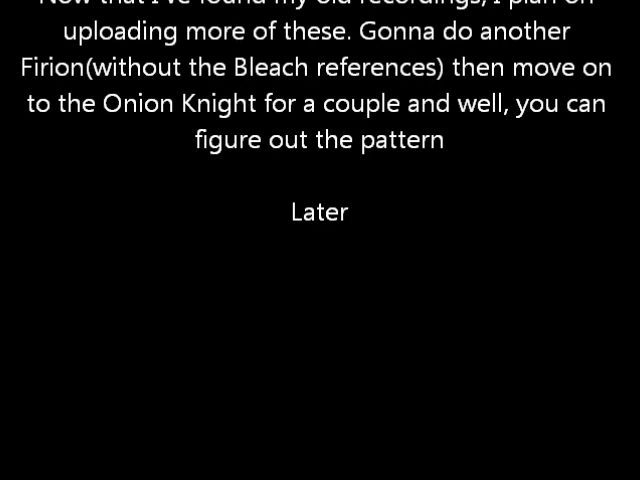 Now that I've found my old recordings, I plan on
uploading more of these. Gonna do another
Firion(without the Bleach references) then move on
to the Onion Knight for a couple and well, you can
figure out the pattern
Later